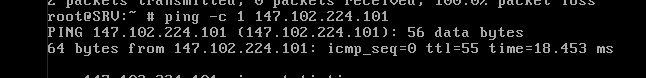 2 packets transmitted, 0 packets received, 100.0% packet loss
root@SRV:~ # ping -c 1 147.102.224.101
PING 147.102.224.101 (147.102.224.101): 56 data bytes
64 bytes from 147.102.224.101: icmp_seq=0 ttl=55 time=18.453 ms